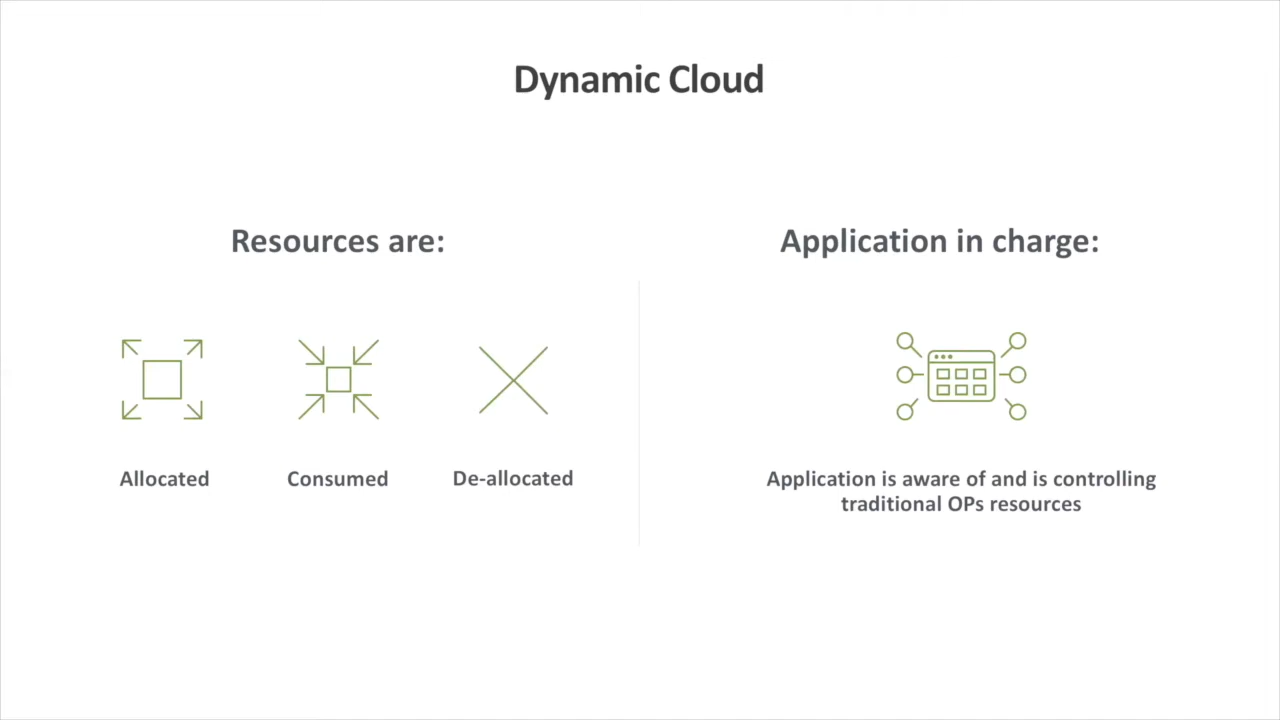 Dynamic Cloud
Resources are:
Allocated
Consumed
De-allocated
Application in charge:
Application is aware of and is controlling
traditional OPs resources